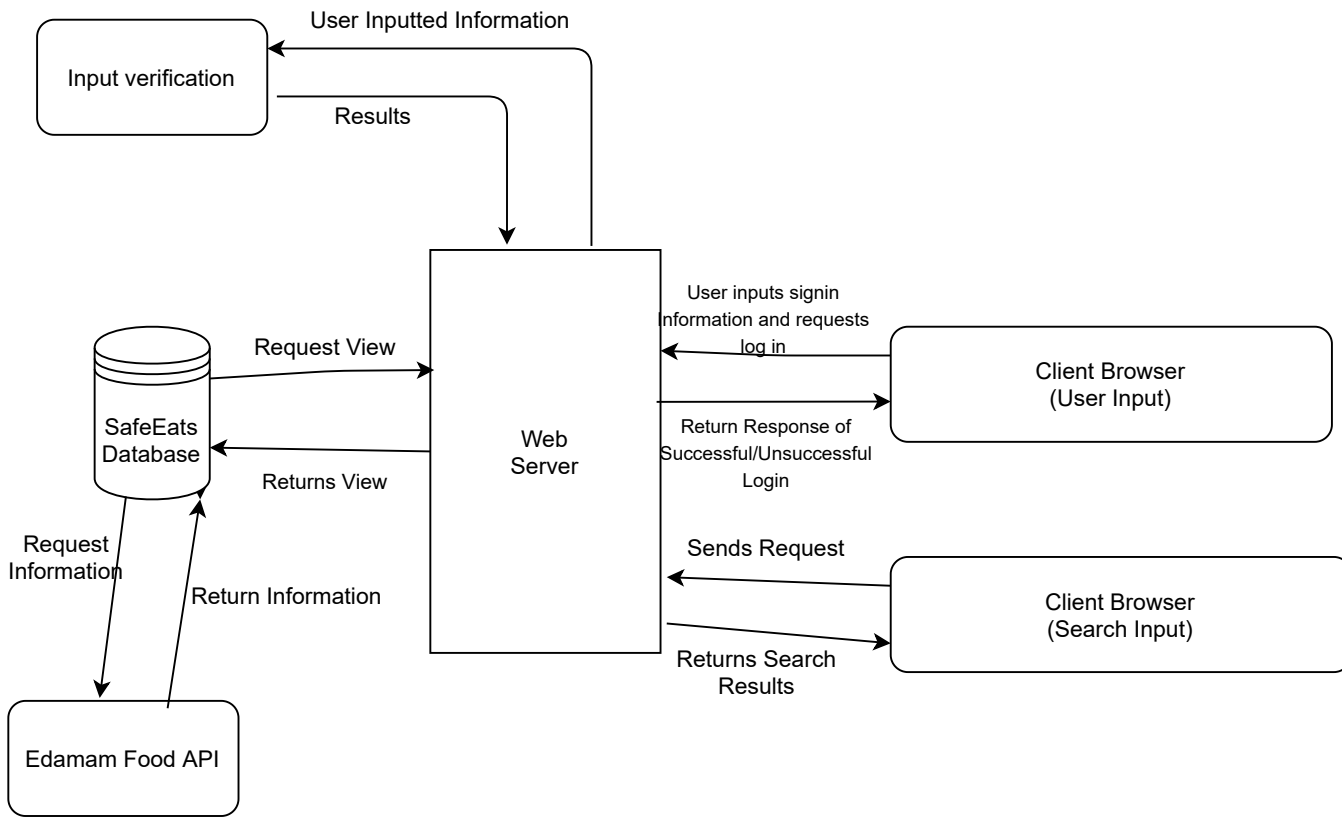 User Inputted Information
Input verification
Results
User inputs signin
Information and requests
log in
Request View
Client Browser
(User Input)
SafeEats
Database
Web
Server
Return Response of
Successful/Unsuccessful
Login
Returns View
Request
Information
Sends Request
Return Information
Client Browser
(Search Input)
Returns Search
Results
Edamam Food API